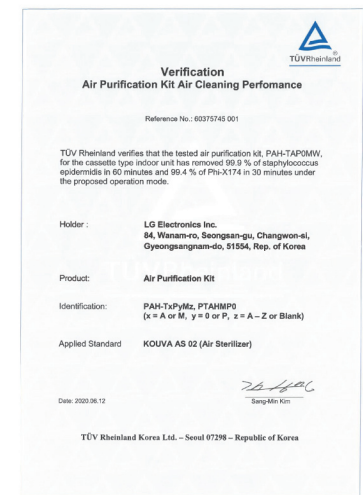 TÜVRheinland®
Verification
Air Purification Kit Air Cleaning Perfomance
Reference No.: 60375745 001
TÜV Rheinland verifies that the tested air purification kit, PAH-TAP0MW,
for the cassette type indoor unit has removed 99.9 % of staphylococcus
epidermidis in 60 minutes and 99.4 % of Phi-X174 in 30 minutes under
the proposed operation mode.
Holder : LG Electronics Inc.
84, Wanam-ro, Seongsan-gu, Changwon-si,
Gyeongsangnam-do, 51554, Rep. of Korea
Product: Air Purification Kit
Identification: PAH-TxPyMz, PTAHMP0
(x = A or M, y = 0 or P, z = A – Z or Blank)
Applied Standard KOUVA AS 02 (Air Sterilizer)
Date: 2020.06.12 Sang-Min Kim
TÜV Rheinland Korea Ltd. – Seoul 07298 – Republic of Korea